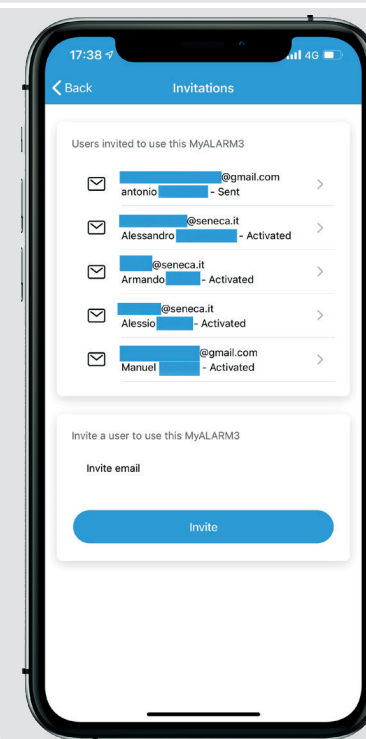 17:38
4G
Back
Invitations
Users invited to use this MyALARM3
@gmail.com
antonio - Sent
@seneca.it
Alessandro - Activated
@seneca.it
Armando - Activated
@seneca.it
Alessio - Activated
@gmail.com
Manuel - Activated
Invite a user to use this MyALARM3
Invite email
Invite